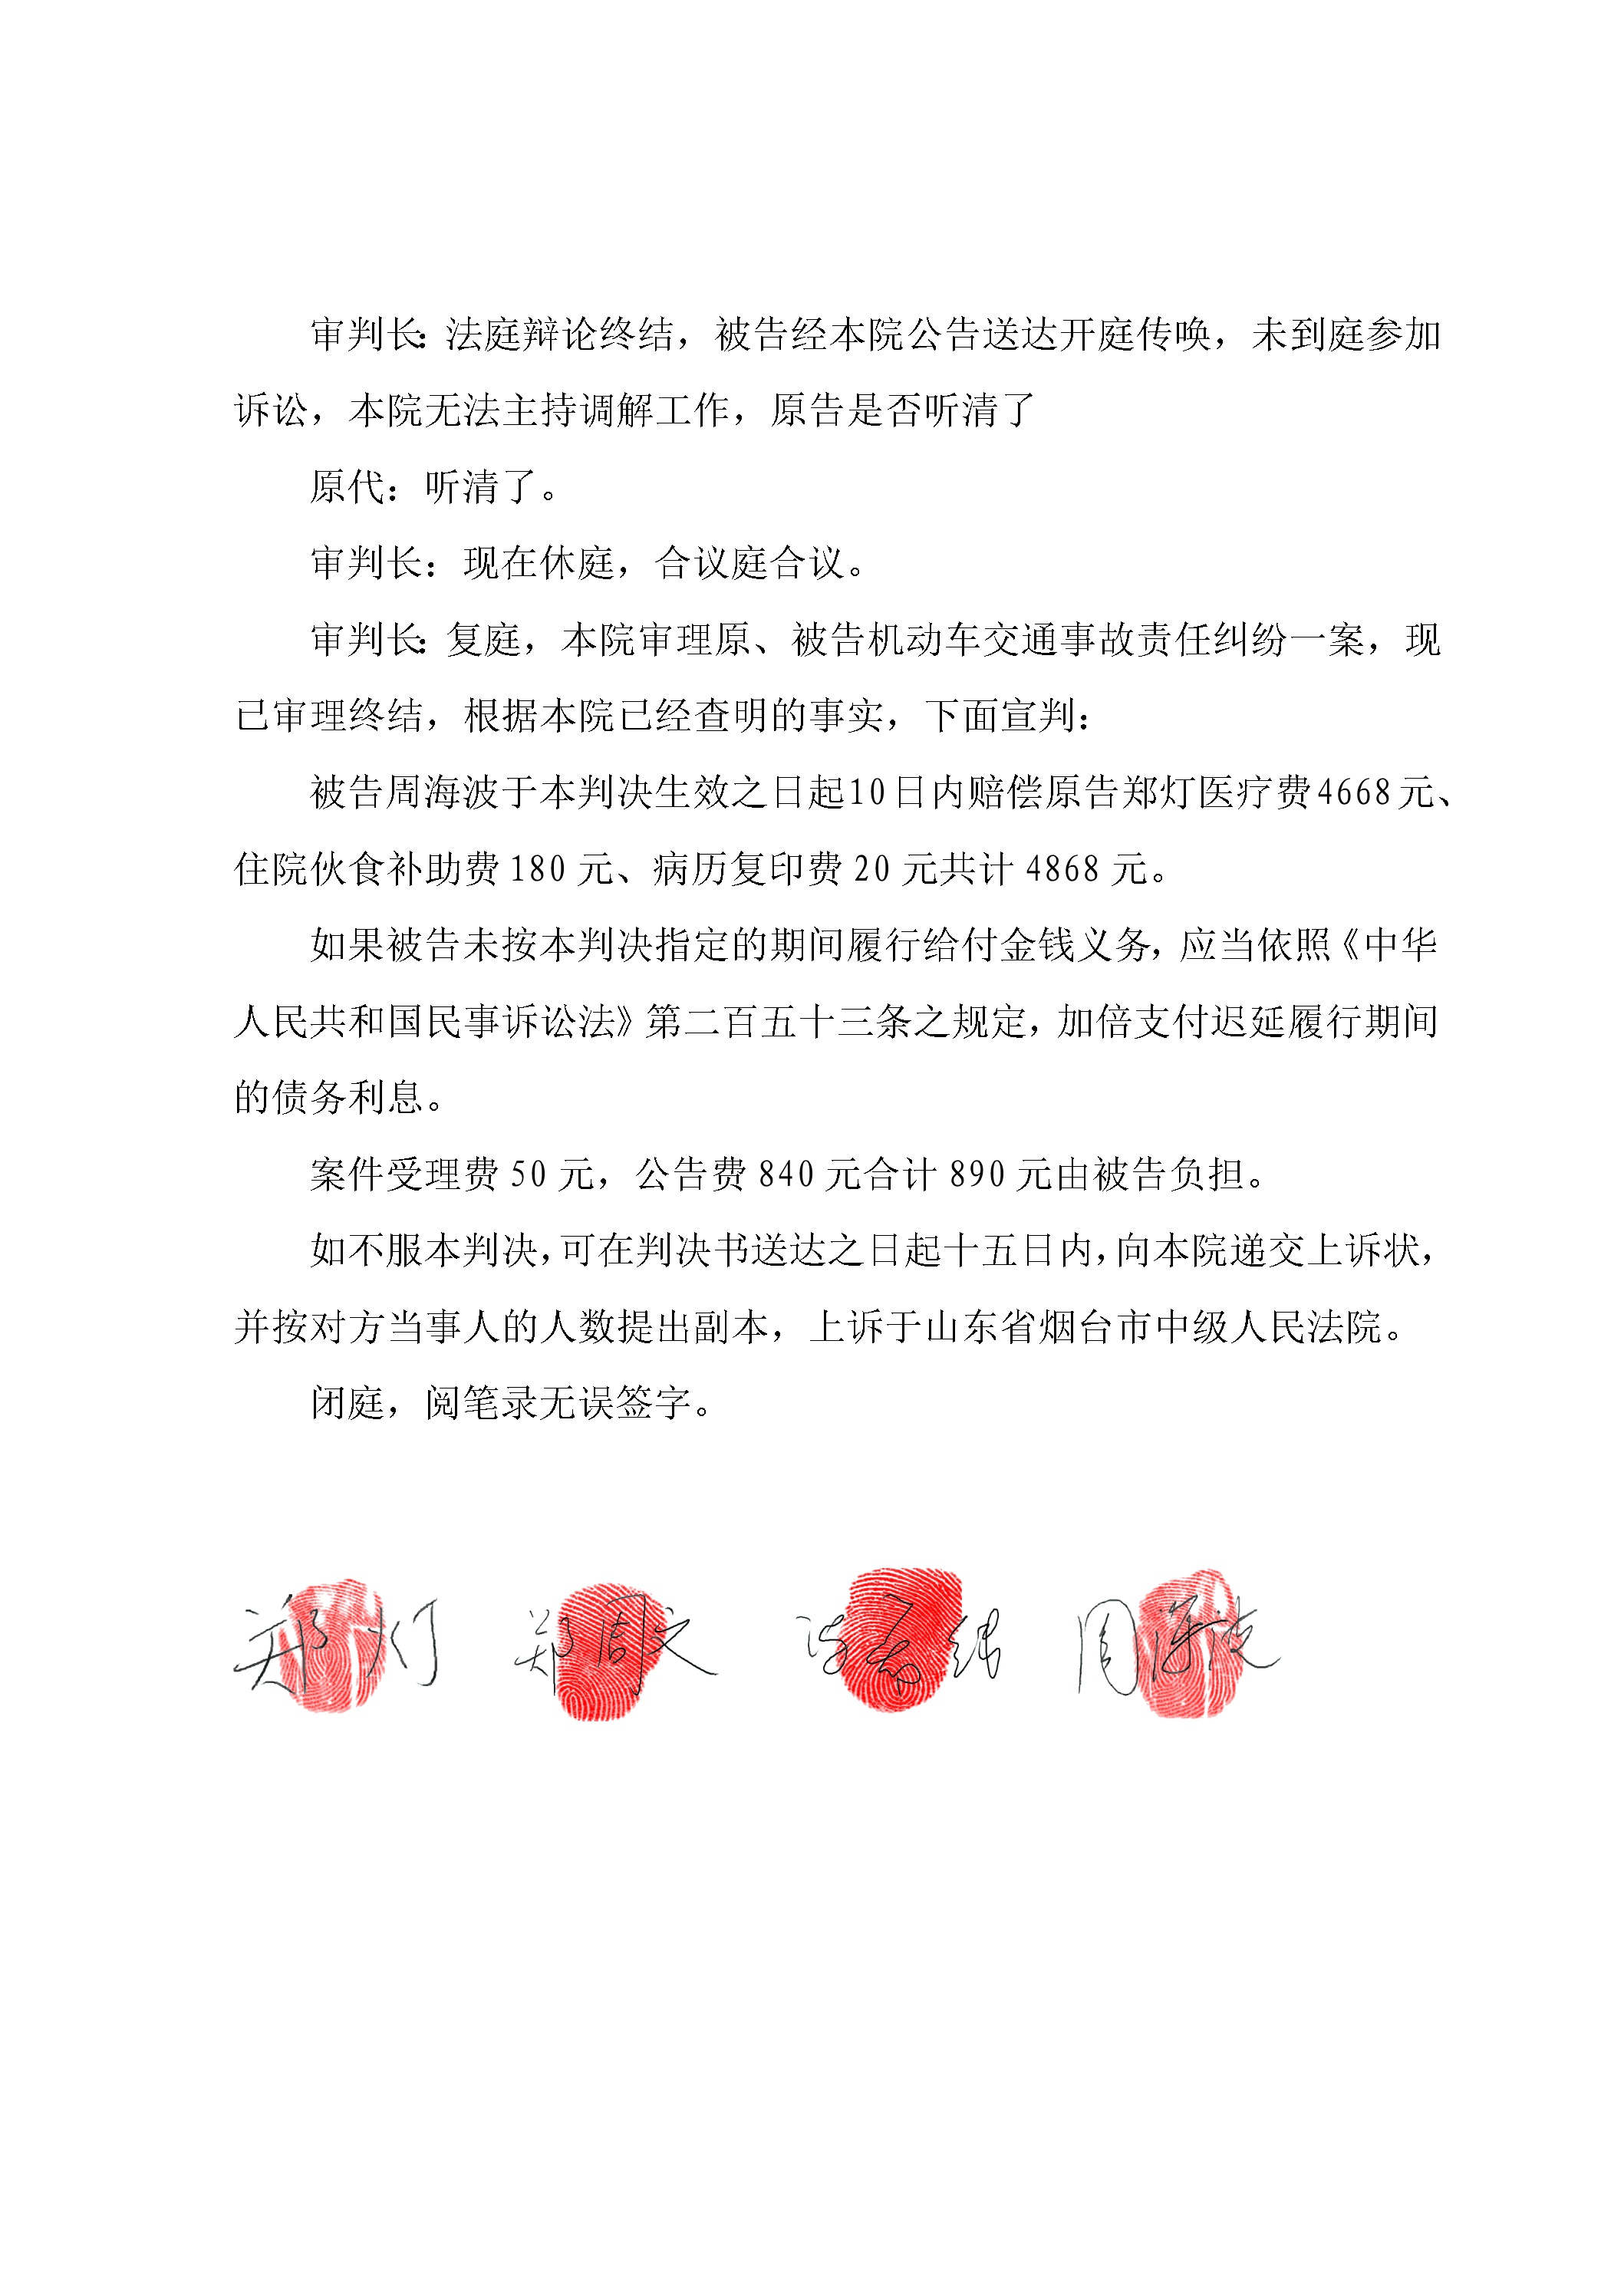 审判长：法庭辩论终结，被告经本院公告送达开庭传唤，未到庭参加
诉讼，本院无法主持调解工作，原告是否听清了
原代：听清了。
审判长：现在休庭，合议庭合议。
审判长：复庭，本院审理原、被告机动车交通事故责任纠纷一案，现
已审理终结，根据本院已经查明的事实，下面宣判：
被告周海波于本判决生效之日起10日内赔偿原告郑灯医疗费4668元、
住院伙食补助费180元、病历复印费20元共计4868元。
如果被告未按本判决指定的期间履行给付金钱义务，应当依照《中华
人民共和国民事诉讼法》第二百五十三条之规定，加倍支付迟延履行期间
的债务利息。
案件受理费50元，公告费840元合计890元由被告负担。
如不服本判决，可在判决书送达之日起十五日内，向本院递交上诉状，
并按对方当事人的人数提出副本，上诉于山东省烟台市中级人民法院。
闭庭，阅笔录无误签字。
郑灯 郑周文 周海波